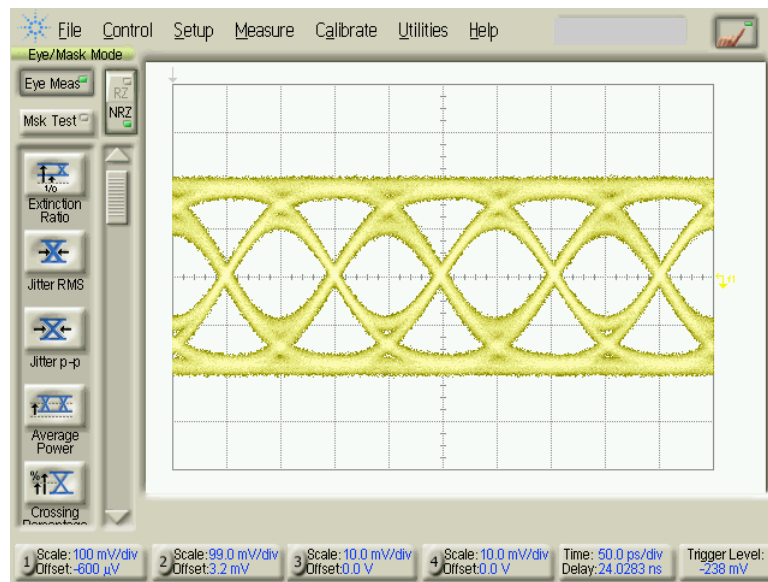 File Control Setup Measure Calibrate Utilities Help
Eye/Mask Mode
Eye Meas
RZ
NRZ
Msk Test
1/0
Extinction
Ratio
Jitter RMS
Jitter p-p
Average
Power
%
Crossing
Percentage
1 Scale: 100 mV/div
Offset:-600 µV
2 Scale:99.0 mV/div
Offset:3.2 mV
3 Scale: 10.0 mV/div
Offset:0.0 V
4 Scale: 10.0 mV/div
Offset:0.0 V
Time: 50.0 ps/div
Delay:24.0283 ns
Trigger Level:
-238 mV